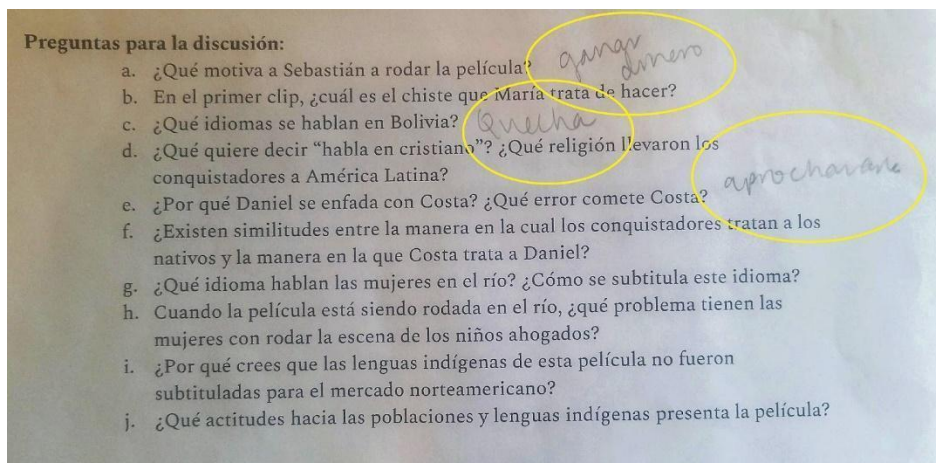 Preguntas para la discusión:
a. ¿Qué motiva a Sebastián a rodar la película? ganar
dinero
b. En el primer clip, ¿cuál es el chiste que María trata de hacer?
c. ¿Qué idiomas se hablan en Bolivia? Quecha
d. ¿Qué quiere decir “habla en cristiano”? ¿Qué religión llevaron los
conquistadores a América Latina?
e. ¿Por qué Daniel se enfada con Costa? ¿Qué error comete Costa?
f. ¿Existen similitudes entre la manera en la cual los conquistadores tratan a los
nativos y la manera en la que Costa trata a Daniel?
g. ¿Qué idioma hablan las mujeres en el río? ¿Cómo se subtitula este idioma?
h. Cuando la película está siendo rodada en el río, ¿qué problema tienen las
mujeres con rodar la escena de los niños ahogados?
i. ¿Por qué crees que las lenguas indígenas de esta película no fueron
subtituladas para el mercado norteamericano?
j. ¿Qué actitudes hacia las poblaciones y lenguas indígenas presenta la película?